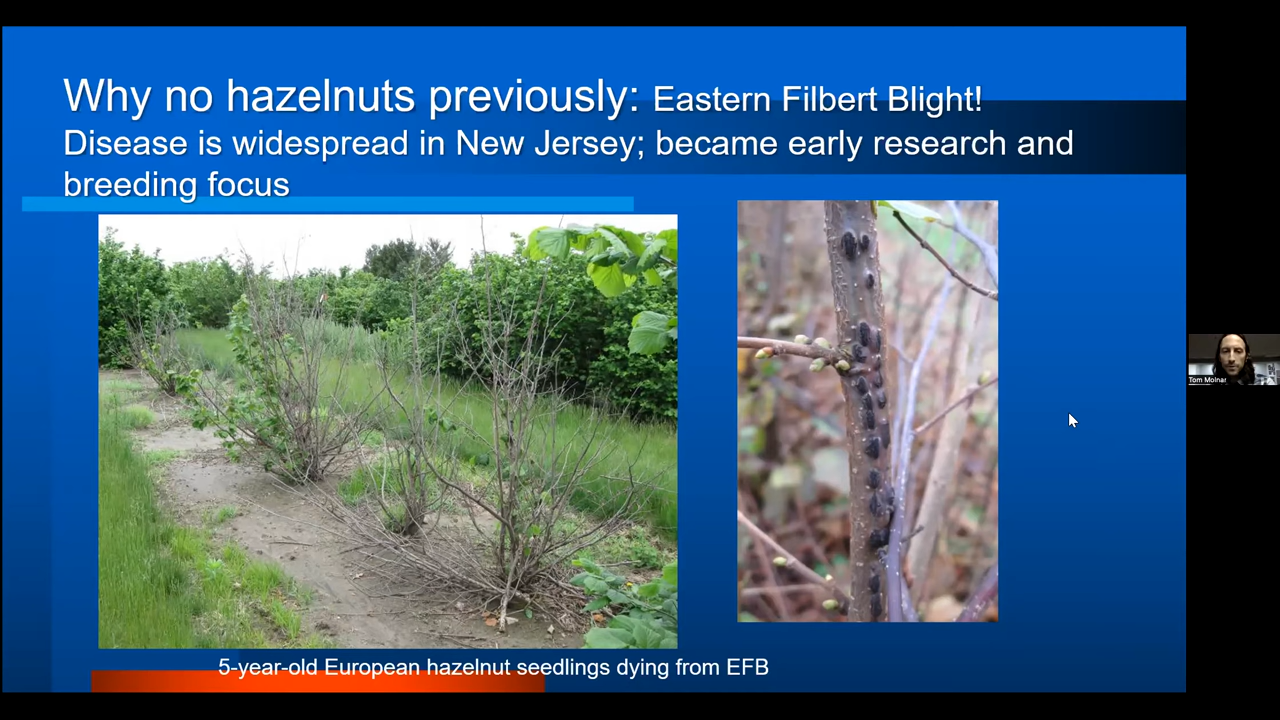 Why no hazelnuts previously: Eastern Filbert Blight!
Disease is widespread in New Jersey; became early research and
breeding focus
Tom Molnar
5-year-old European hazelnut seedlings dying from EFB